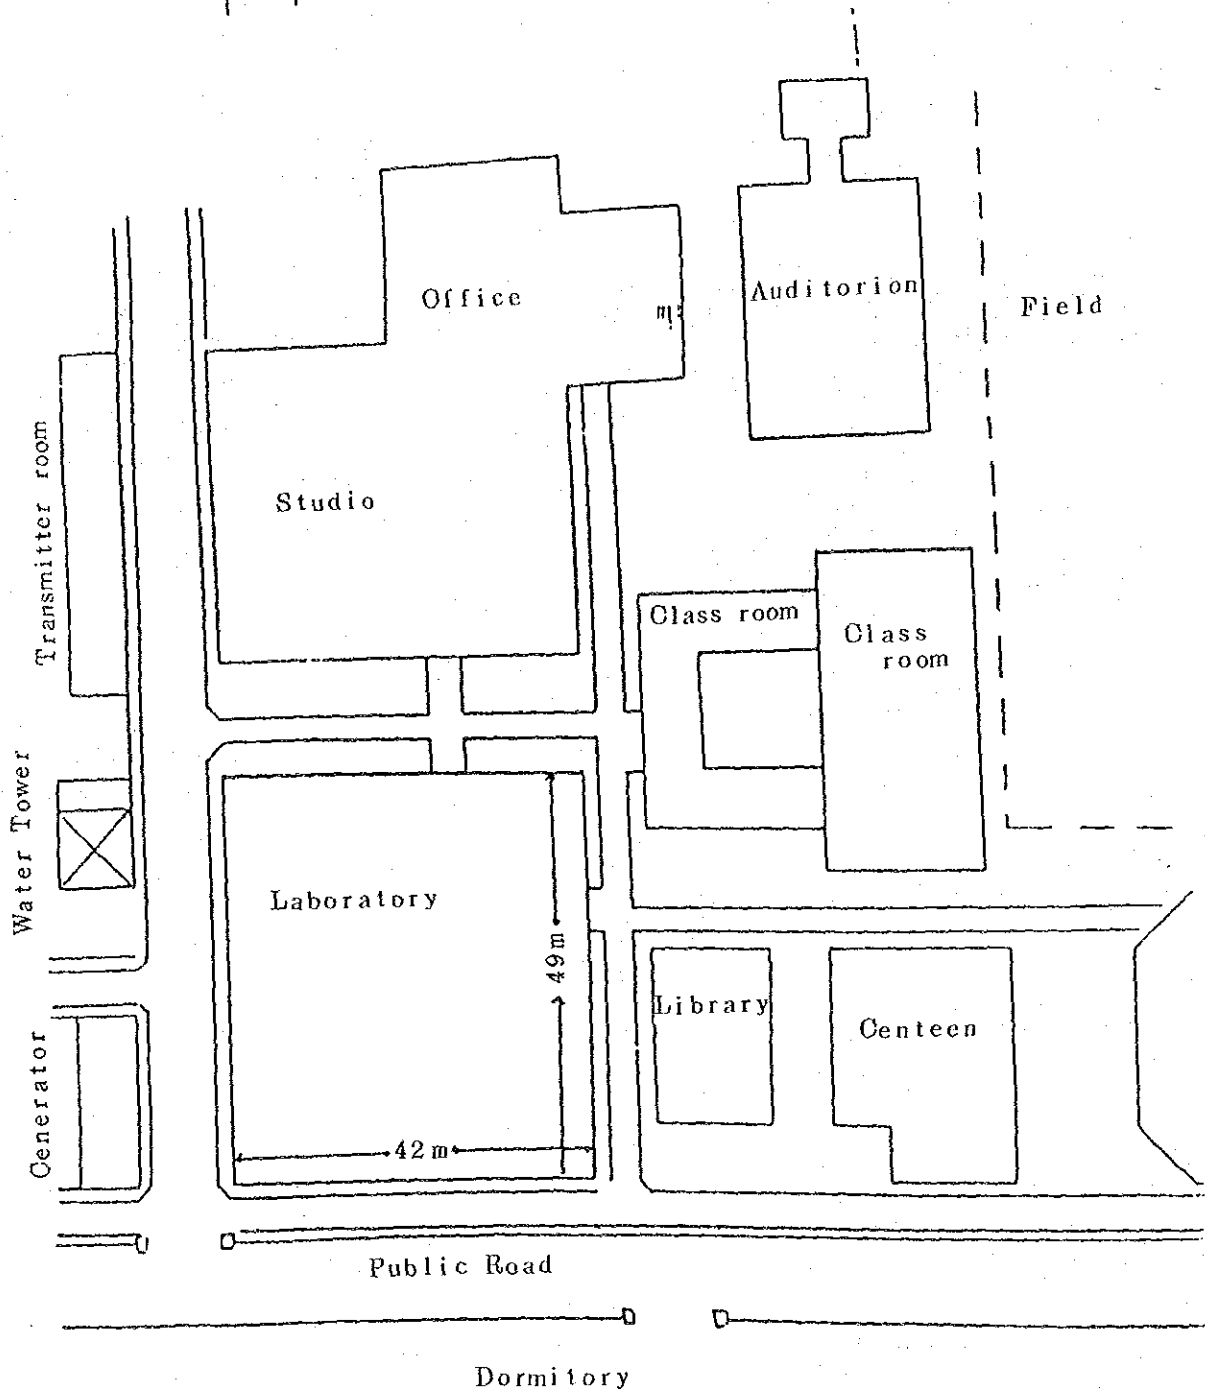 Office
Auditorion
Field
Transmitter room
Studio
Class room
Class
room
Water Tower
Laboratory
49m
Library
Centeen
Generator
42m
Public Road
Dormitory